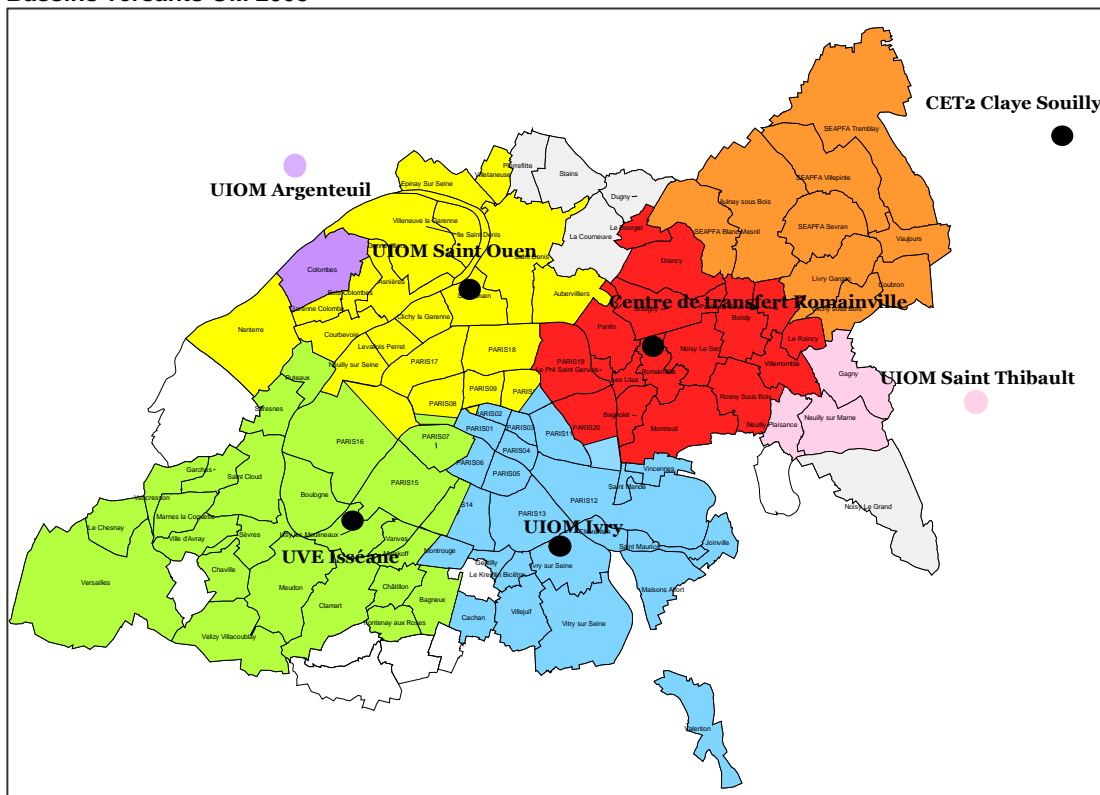 CET2 Claye Souilly
SEAPFA Tremblay
Pierrefitte
Stains
Villetaneuse
Epinay Sur Seine
SEAPFA Villepinte
UIOM Argenteuil
Dugny
Aulnay sous Bois
Villeneuve la Garenne
Ile Saint Denis
Le Bourget
SEAPFA Sevran
SEAPFA Blanc Mesnil
La Courneuve
Vaujours
UIOM Saint Ouen
Drancy
Colombes
Asnières
Livry Gargan
Coubron
Aubervilliers
Centre de transfert Romainville
Bois Colombes
Clichy la Garenne
Bondy
Nanterre
Courbevoie
Pantin
Levallois Perret
PARIS18
Noisy Le Sec
Le Raincy
Neuilly sur Seine
PARIS17
PARIS19
Le Pré Saint Gervais
Romainville
Villemomble
Gagny
UIOM Saint Thibault
Puteaux
Les Lilas
PARIS09
PARIS
Rosny Sous Bois
Suresnes
PARIS08
PARIS02
Bagnolet
Neuilly Plaisance
Neuilly sur Marne
PARIS01
PARIS03
PARIS11
PARIS20
Montreuil
PARIS16
PARIS07
PARIS04
PARIS06
PARIS05
Vincennes
Garches
Saint Cloud
PARIS15
Saint Mandé
Noisy Le Grand
Boulogne
PARIS12
Vaucresson
S14
PARIS13
Marnes la Coquette
Le Chesnay
UIOM Ivry
Charenton
Ville d'Avray
Sèvres
Issy les Moulineaux
Vanves
Joinville
Saint Maurice
UVE Isséane
Malakoff
Montrouge
Gentilly
Ivry sur Seine
Chaville
Le Kremlin Bicêtre
Versailles
Meudon
Châtillon
Maisons Alfort
Clamart
Bagneux
Cachan
Villejuif
Fontenay aux Roses
Vitry sur Seine
Velizy Villacoublay
Valenton